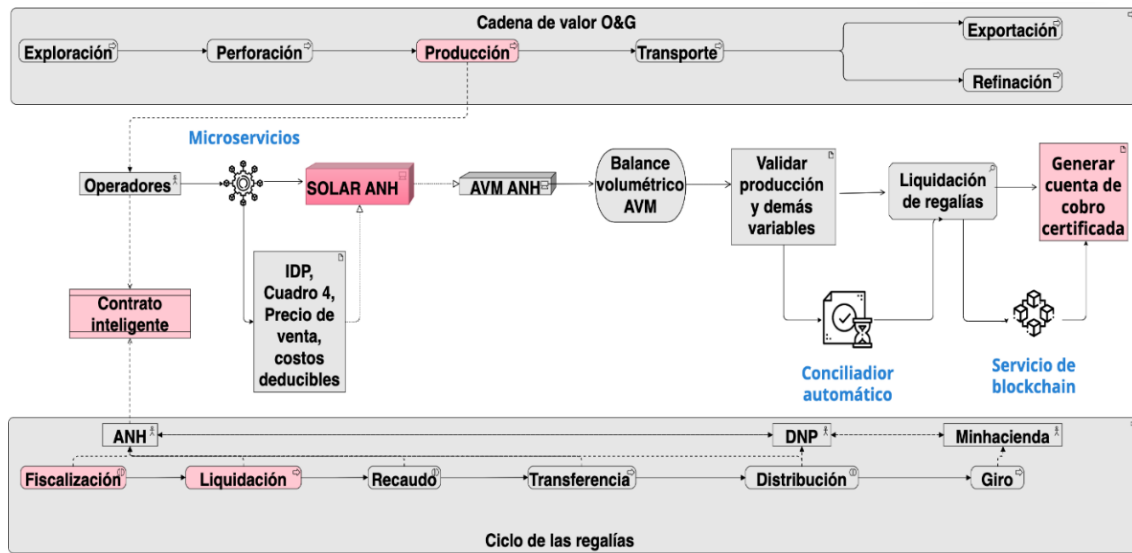 Cadena de valor O&G
Exploración
Perforación
Producción
Transporte
Exportación
Refinación
Microservicios
Operadores
SOLAR ANH
AVM ANH
Balance
volumétrico
AVM
Validar
producción
y demás
variables
Liquidación
de regalías
Generar
cuenta de
cobro
certificada
Contrato
inteligente
IDP,
Cuadro 4,
Precio de
venta,
costos
deducibles
Conciliadior
automático
Servicio de
blockchain
ANH
DNP
Minhacienda
Fiscalización
Liquidación
Recaudo
Transferencia
Distribución
Giro
Ciclo de las regalías